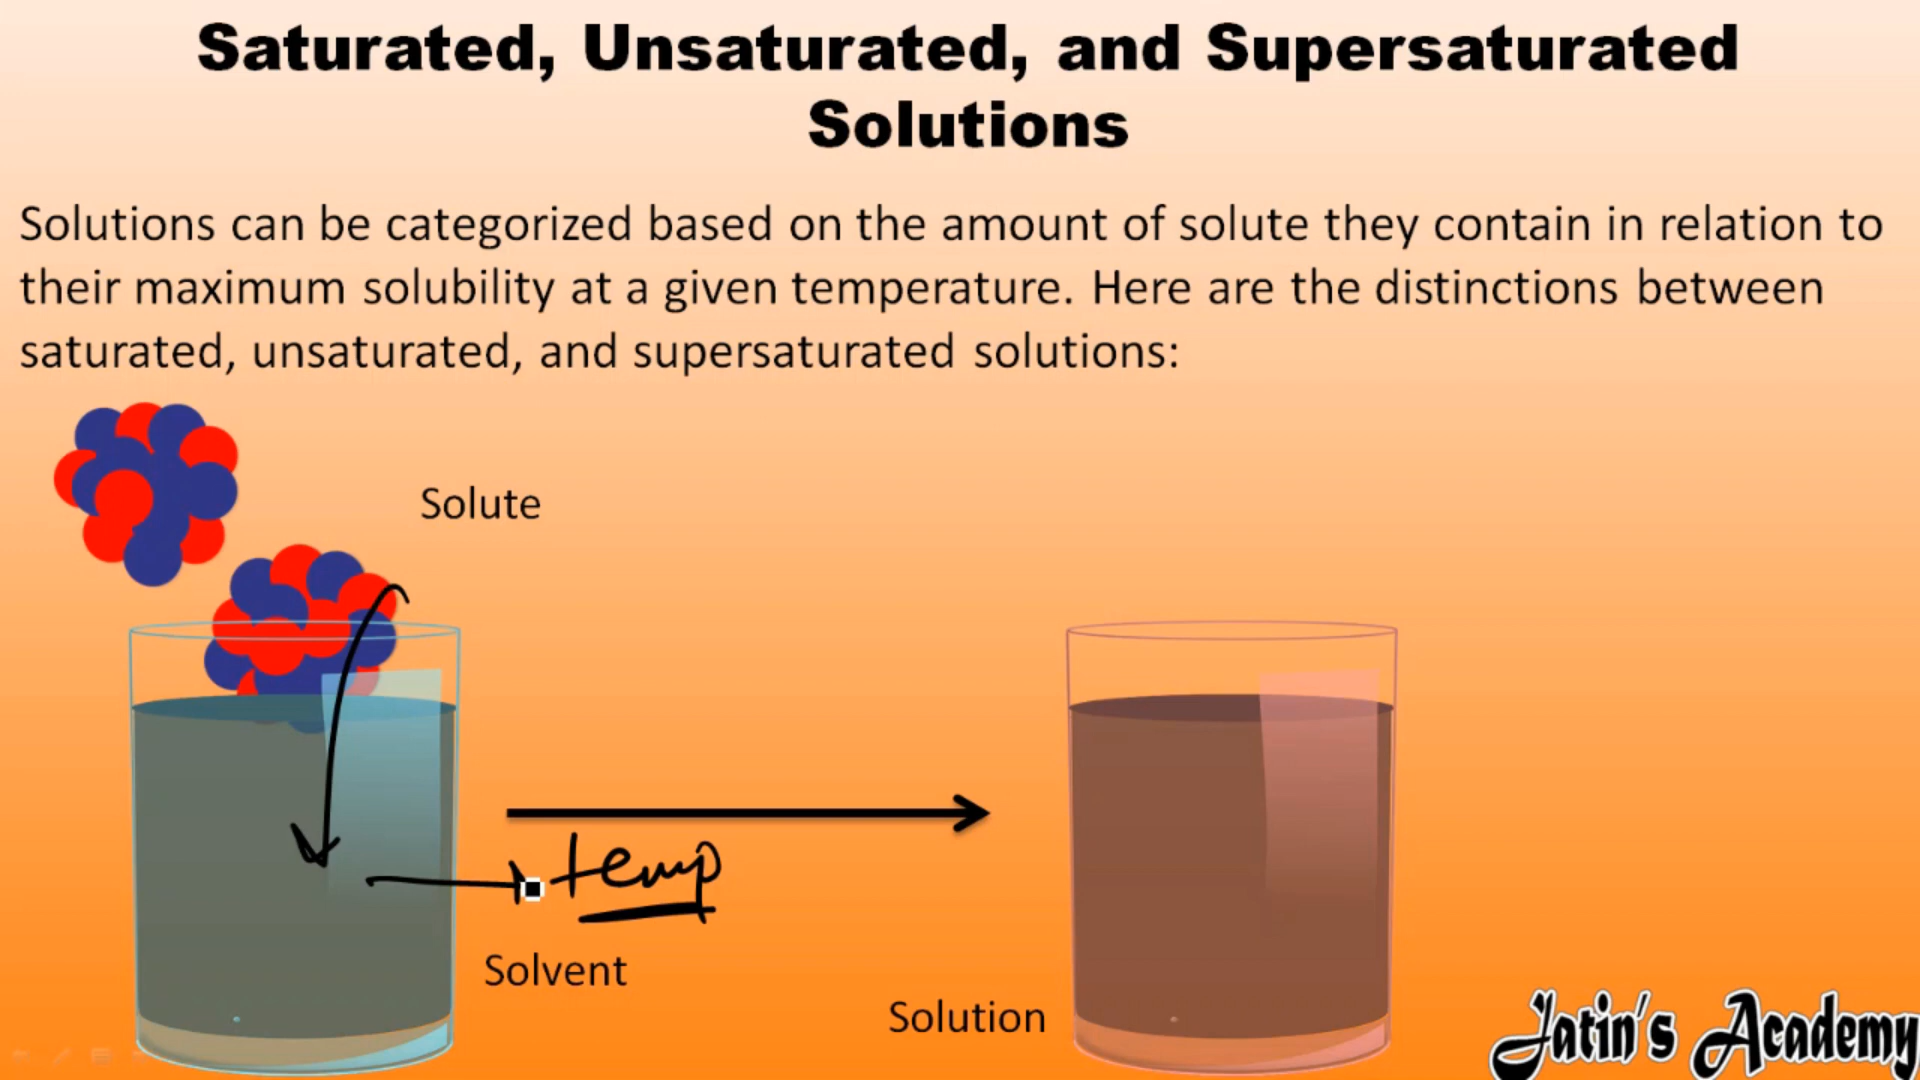 Saturated, Unsaturated, and Supersaturated
Solutions
Solutions can be categorized based on the amount of solute they contain in relation to
their maximum solubility at a given temperature. Here are the distinctions between
saturated, unsaturated, and supersaturated solutions:
Solute
temp
Solvent
Solution
Jatin's Academy